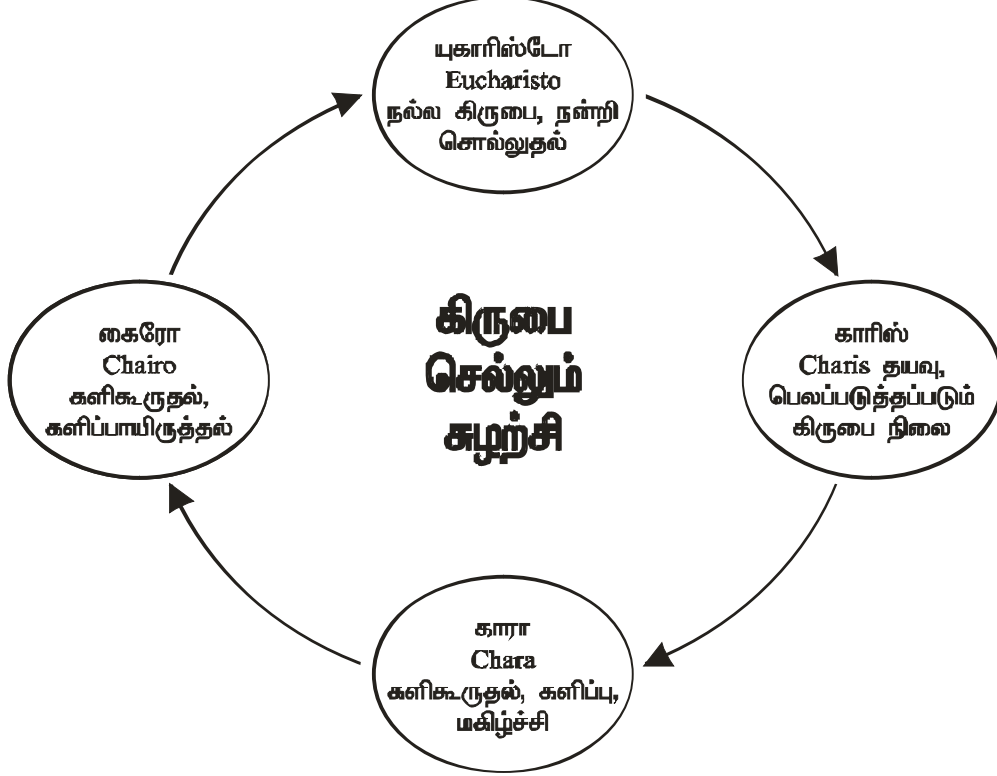 யுகாரிஸ்டோ
Eucharisto
நல்ல கிருபை, நன்றி
சொல்லுதல்
கைரோ
Chairo
களிகூருதல்,
களிப்பாயிருத்தல்
கிருபை
செல்லும்
சுழற்சி
காரிஸ்
Charis தயவு,
பெலப்படுத்தப்படும்
கிருபை நிலை
காரா
Chara
களிகூருதல், களிப்பு,
மகிழ்ச்சி